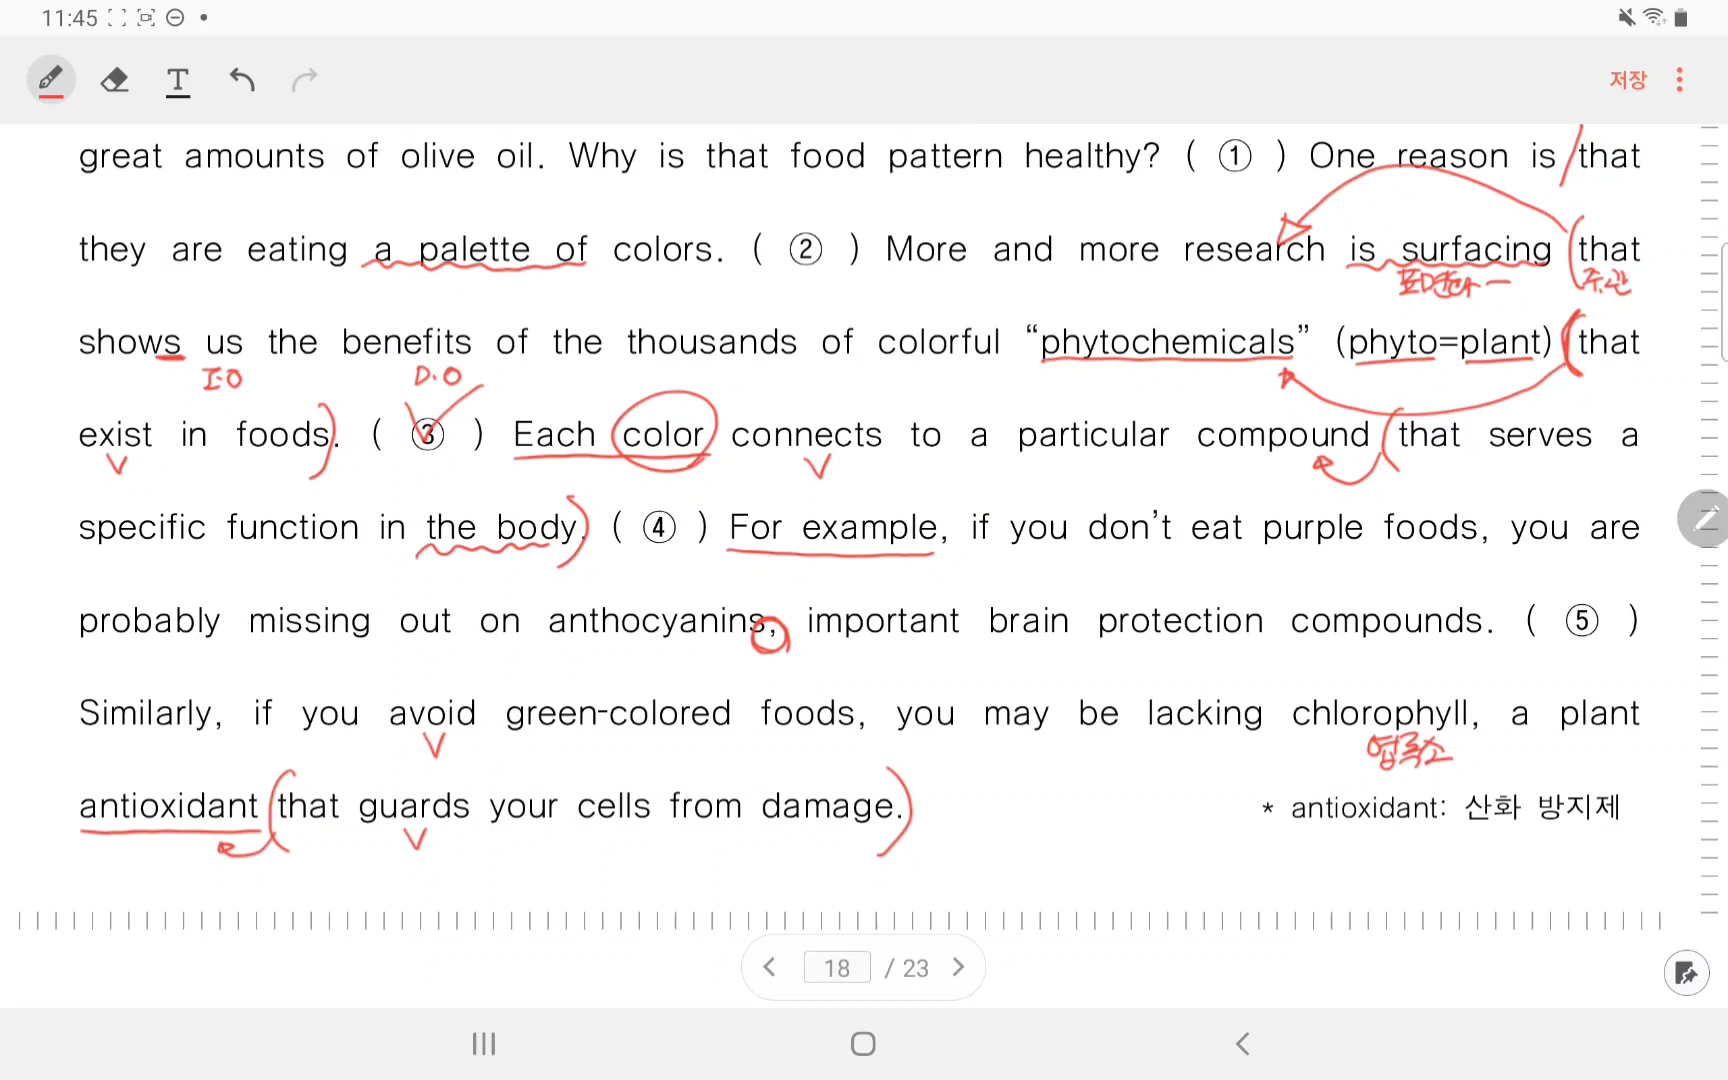 11:45
T 저장
great amounts of olive oil. Why is that food pattern healthy? ( ① ) One reason is that
they are eating a palette of colors. ( ② ) More and more research is surfacing that
주.관
shows us the benefits of the thousands of colorful “phytochemicals” (phyto=plant) that
I·O D·O
exist in foods. ( ③ ) Each color connects to a particular compound that serves a
V V
specific function in the body. ( ④ ) For example, if you don’t eat purple foods, you are
probably missing out on anthocyanins, important brain protection compounds. ( ⑤ )
Similarly, if you avoid green-colored foods, you may be lacking chlorophyll, a plant
V 엽록소
antioxidant that guards your cells from damage. * antioxidant: 산화 방지제
V
18 / 23